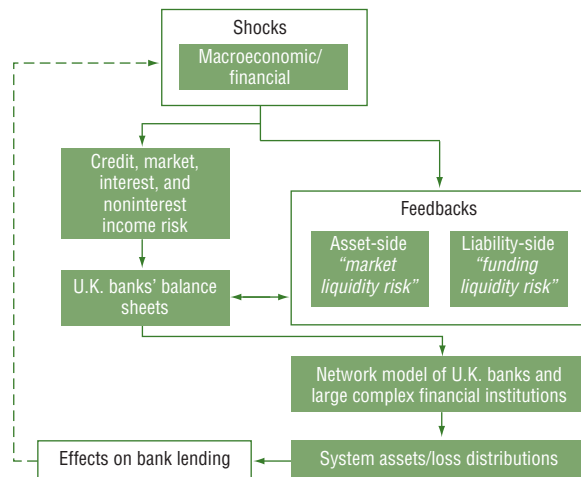 Shocks
Macroeconomic/
financial
Credit, market,
interest, and
noninterest
income risk
Feedbacks
Asset-side
“market
liquidity risk”
Liability-side
“funding
liquidity risk”
U.K. banks’ balance
sheets
Network model of U.K. banks and
large complex financial institutions
Effects on bank lending
System assets/loss distributions